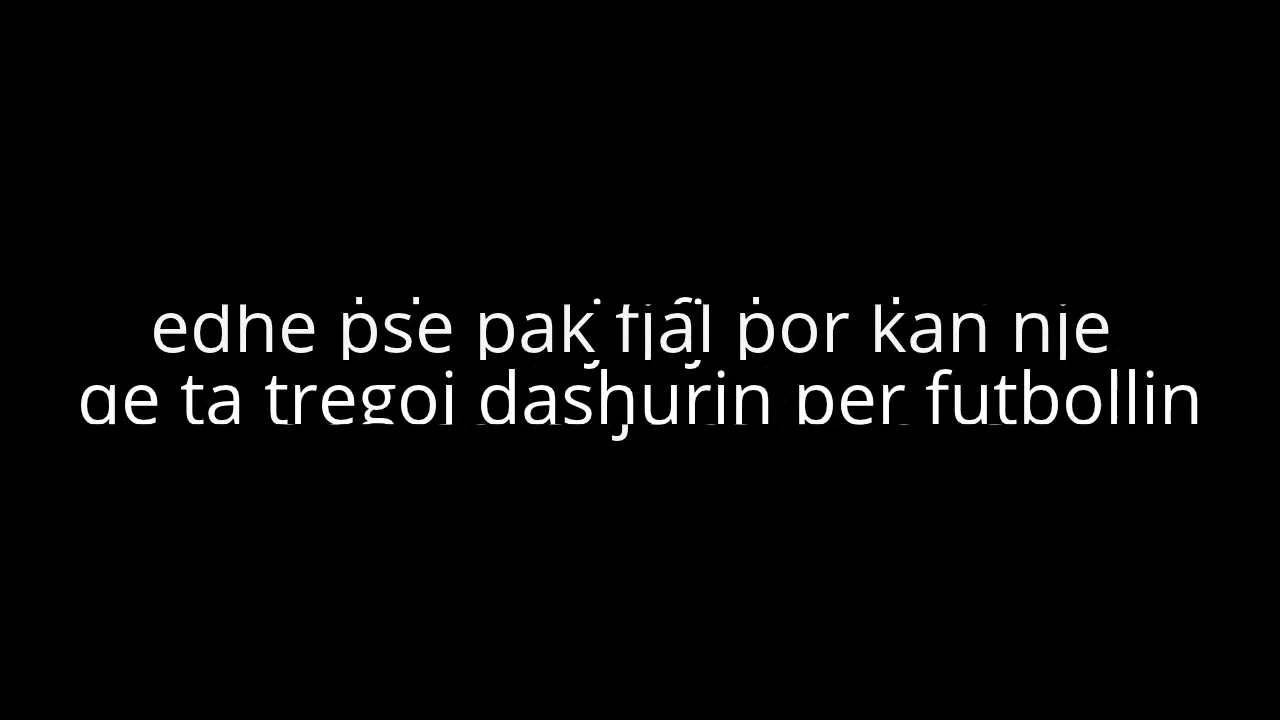 edhe pse pak fjal por kan nje
qe ta tregoj dashurin per futbollin